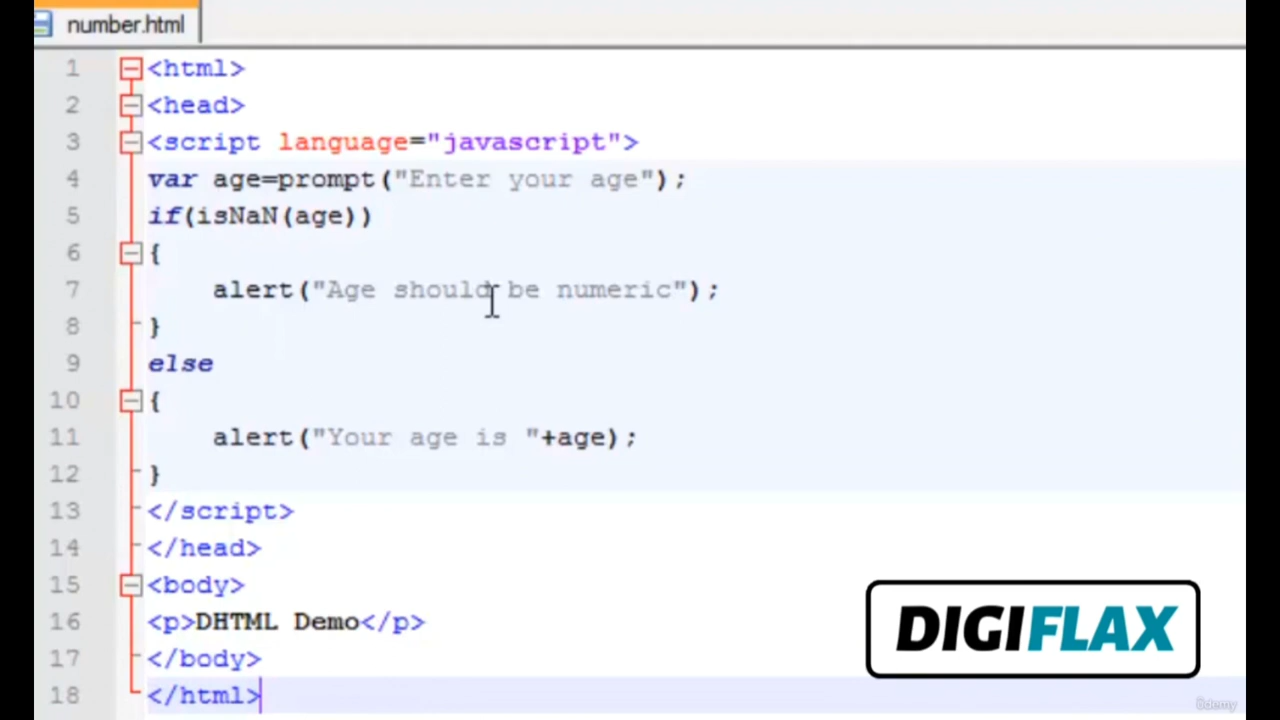 number.html
1 <html>
2 <head>
3 <script language="javascript">
4 var age=prompt("Enter your age");
5 if(isNaN(age))
6 {
7 alert("Age should be numeric");
8 }
9 else
10 {
11 alert("Your age is "+age);
12 }
13 </script>
14 </head>
15 <body>
16 <p>DHTML Demo</p>
17 </body>
18 </html>
DIGIFLAX
ûdemy